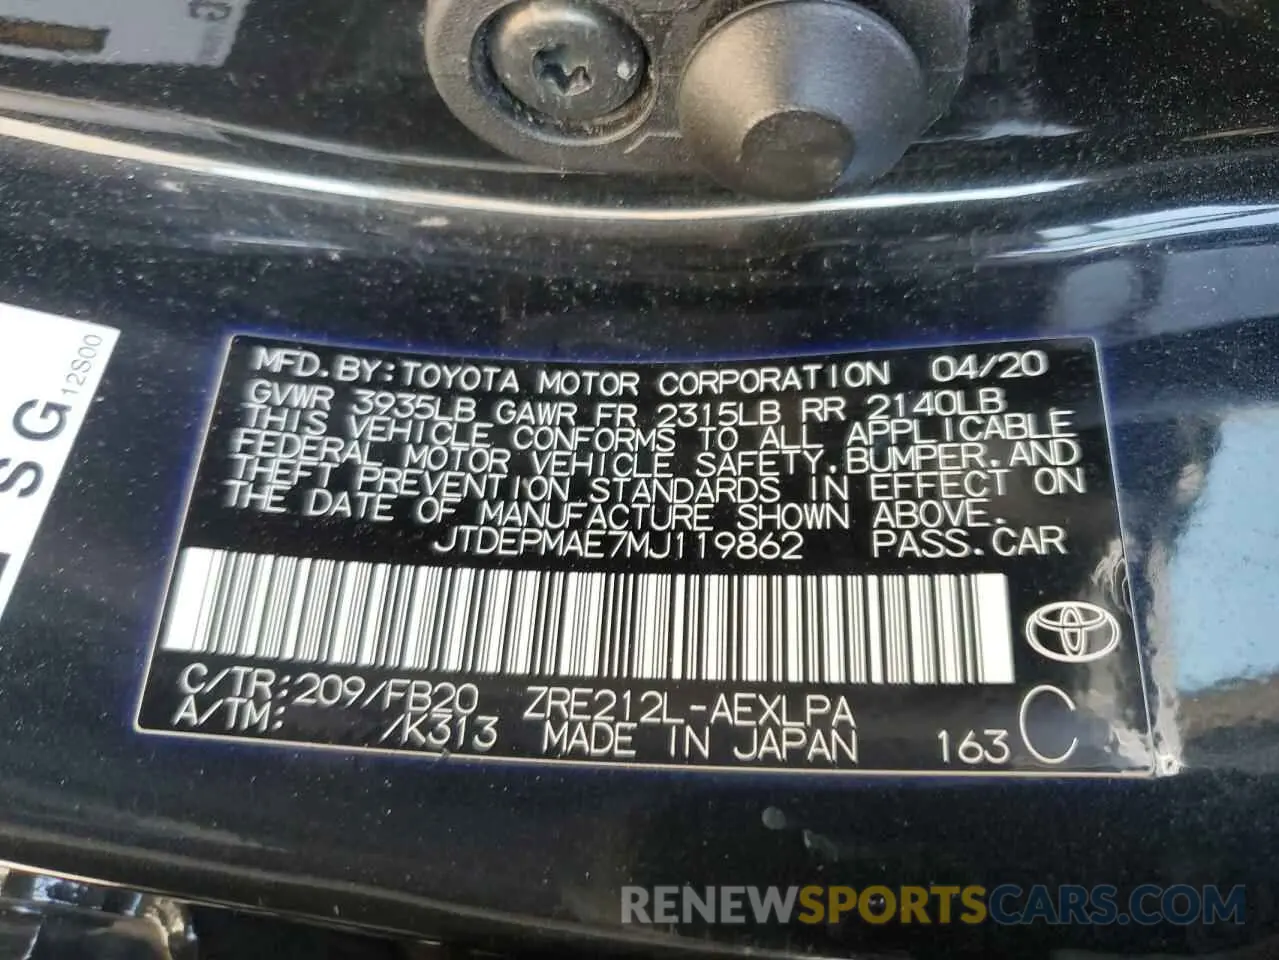 12S00
S G
MFD. BY: TOYOTA MOTOR CORPORATION 04/20
GVWR 3935LB GAWR FR 2315LB RR 2140LB
THIS VEHICLE CONFORMS TO ALL APPLICABLE
FEDERAL MOTOR VEHICLE SAFETY, BUMPER, AND
THEFT PREVENTION STANDARDS IN EFFECT ON
THE DATE OF MANUFACTURE SHOWN ABOVE.
JTDEPMAE7MJ119862 PASS. CAR
C/TR: 209/FB20 ZRE212L-AEXLPA
A/TM: /K313 MADE IN JAPAN 163 C
RENEWSPORTSCARS.COM